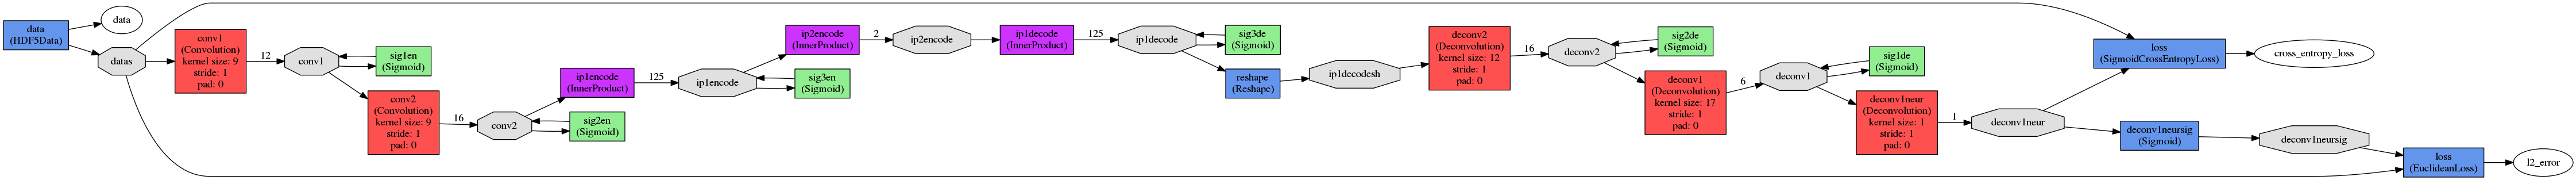 data
(HDF5Data)
data
datas
conv1
(Convolution)
kernel size: 9
stride: 1
pad: 0
12
conv1
sig1en
(Sigmoid)
conv2
(Convolution)
kernel size: 9
stride: 1
pad: 0
16
conv2
sig2en
(Sigmoid)
ip1encode
(InnerProduct)
125
ip1encode
sig3en
(Sigmoid)
ip2encode
(InnerProduct)
2
ip2encode
ip1decode
(InnerProduct)
125
ip1decode
sig3de
(Sigmoid)
reshape
(Reshape)
ip1decodesh
deconv2
(Deconvolution)
kernel size: 12
stride: 1
pad: 0
16
deconv2
sig2de
(Sigmoid)
deconv1
(Deconvolution)
kernel size: 17
stride: 1
pad: 0
6
deconv1
sig1de
(Sigmoid)
deconv1neur
(Deconvolution)
kernel size: 1
stride: 1
pad: 0
1
deconv1neur
loss
(SigmoidCrossEntropyLoss)
cross_entropy_loss
deconv1neursig
(Sigmoid)
deconv1neursig
loss
(EuclideanLoss)
l2_error